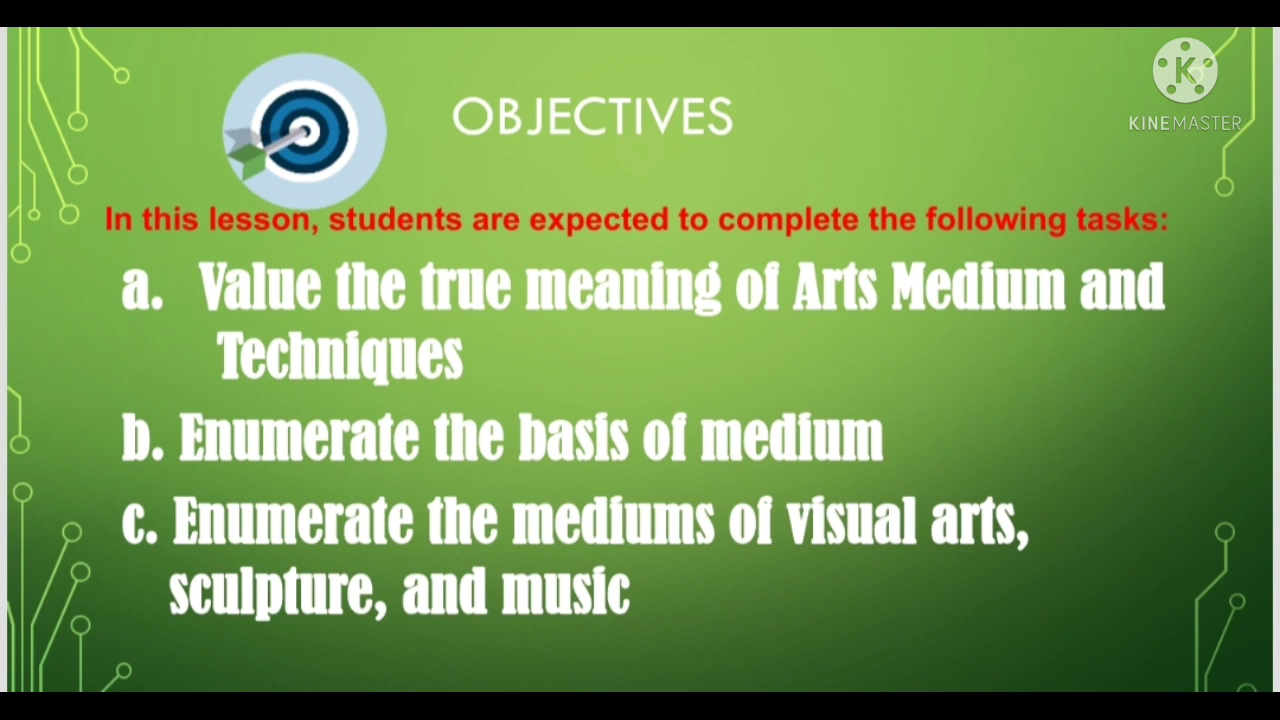 OBJECTIVES
K
KINEMASTER
In this lesson, students are expected to complete the following tasks:
a. Value the true meaning of Arts Medium and
Techniques
b. Enumerate the basis of medium
c. Enumerate the mediums of visual arts,
sculpture, and music